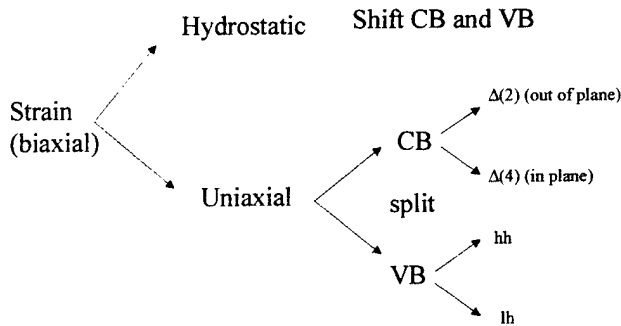 Hydrostatic Shift CB and VB
Strain
(biaxial)
Δ(2) (out of plane)
CB
Δ(4) (in plane)
Uniaxial
split
hh
VB
lh